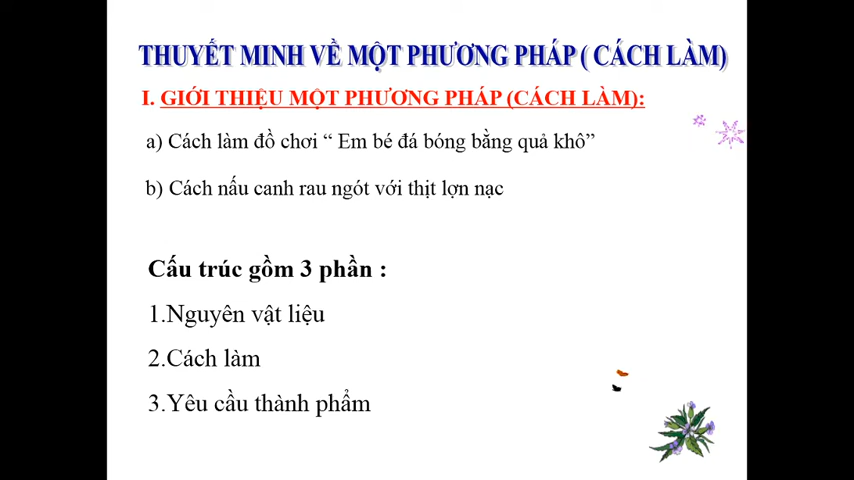 THUYẾT MINH VỀ MỘT PHƯƠNG PHÁP ( CÁCH LÀM)
I. GIỚI THIỆU MỘT PHƯƠNG PHÁP (CÁCH LÀM):
a) Cách làm đồ chơi “ Em bé đá bóng bằng quả khô”
b) Cách nấu canh rau ngót với thịt lợn nạc
Cấu trúc gồm 3 phần :
1.Nguyên vật liệu
2.Cách làm
3.Yêu cầu thành phẩm